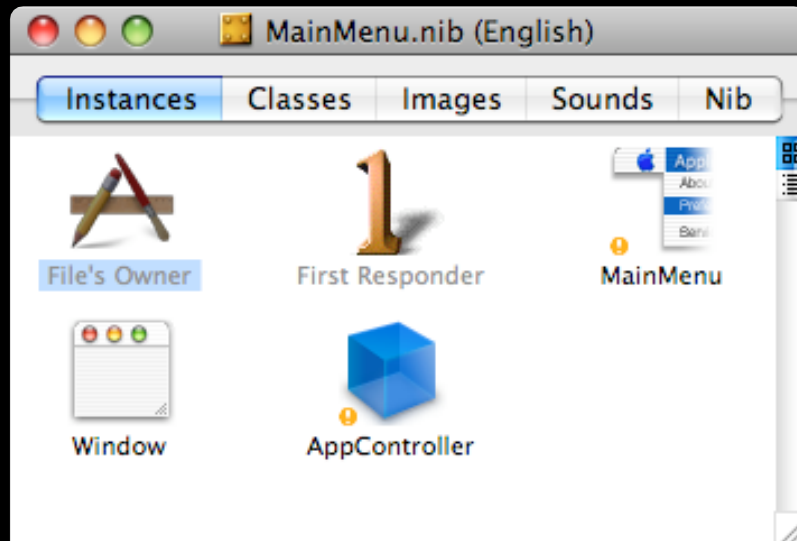 MainMenu.nib (English)
Instances Classes Images Sounds Nib
File's Owner First Responder MainMenu
Window AppController